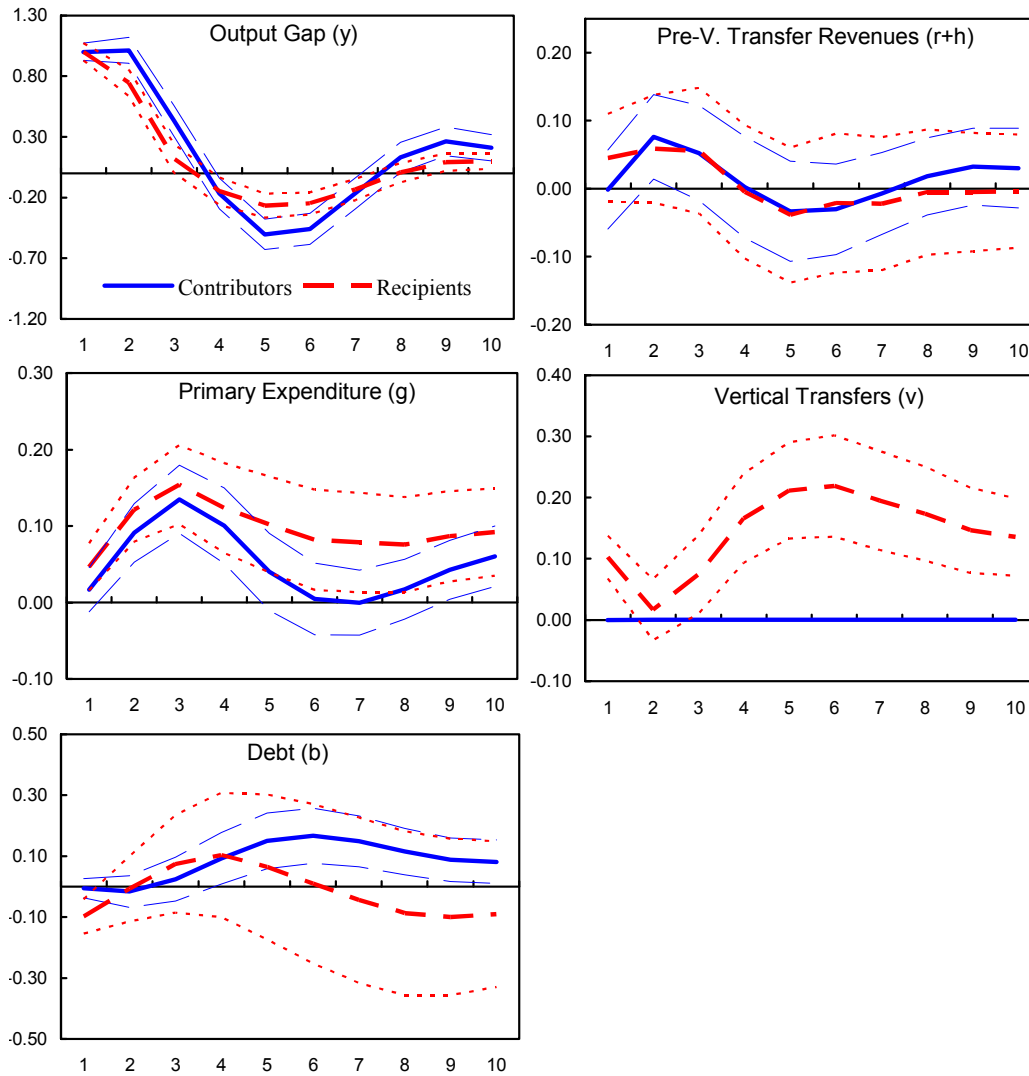 Output Gap (y)
1.30
0.80
0.30
-0.20
-0.70
-1.20
Contributors
Recipients
1 2 3 4 5 6 7 8 9 10
Pre-V. Transfer Revenues (r+h)
0.20
0.10
0.00
-0.10
-0.20
1 2 3 4 5 6 7 8 9 10
Primary Expenditure (g)
0.30
0.20
0.10
0.00
-0.10
1 2 3 4 5 6 7 8 9 10
Vertical Transfers (v)
0.40
0.30
0.20
0.10
0.00
-0.10
1 2 3 4 5 6 7 8 9 10
Debt (b)
0.50
0.30
0.10
-0.10
-0.30
-0.50
1 2 3 4 5 6 7 8 9 10